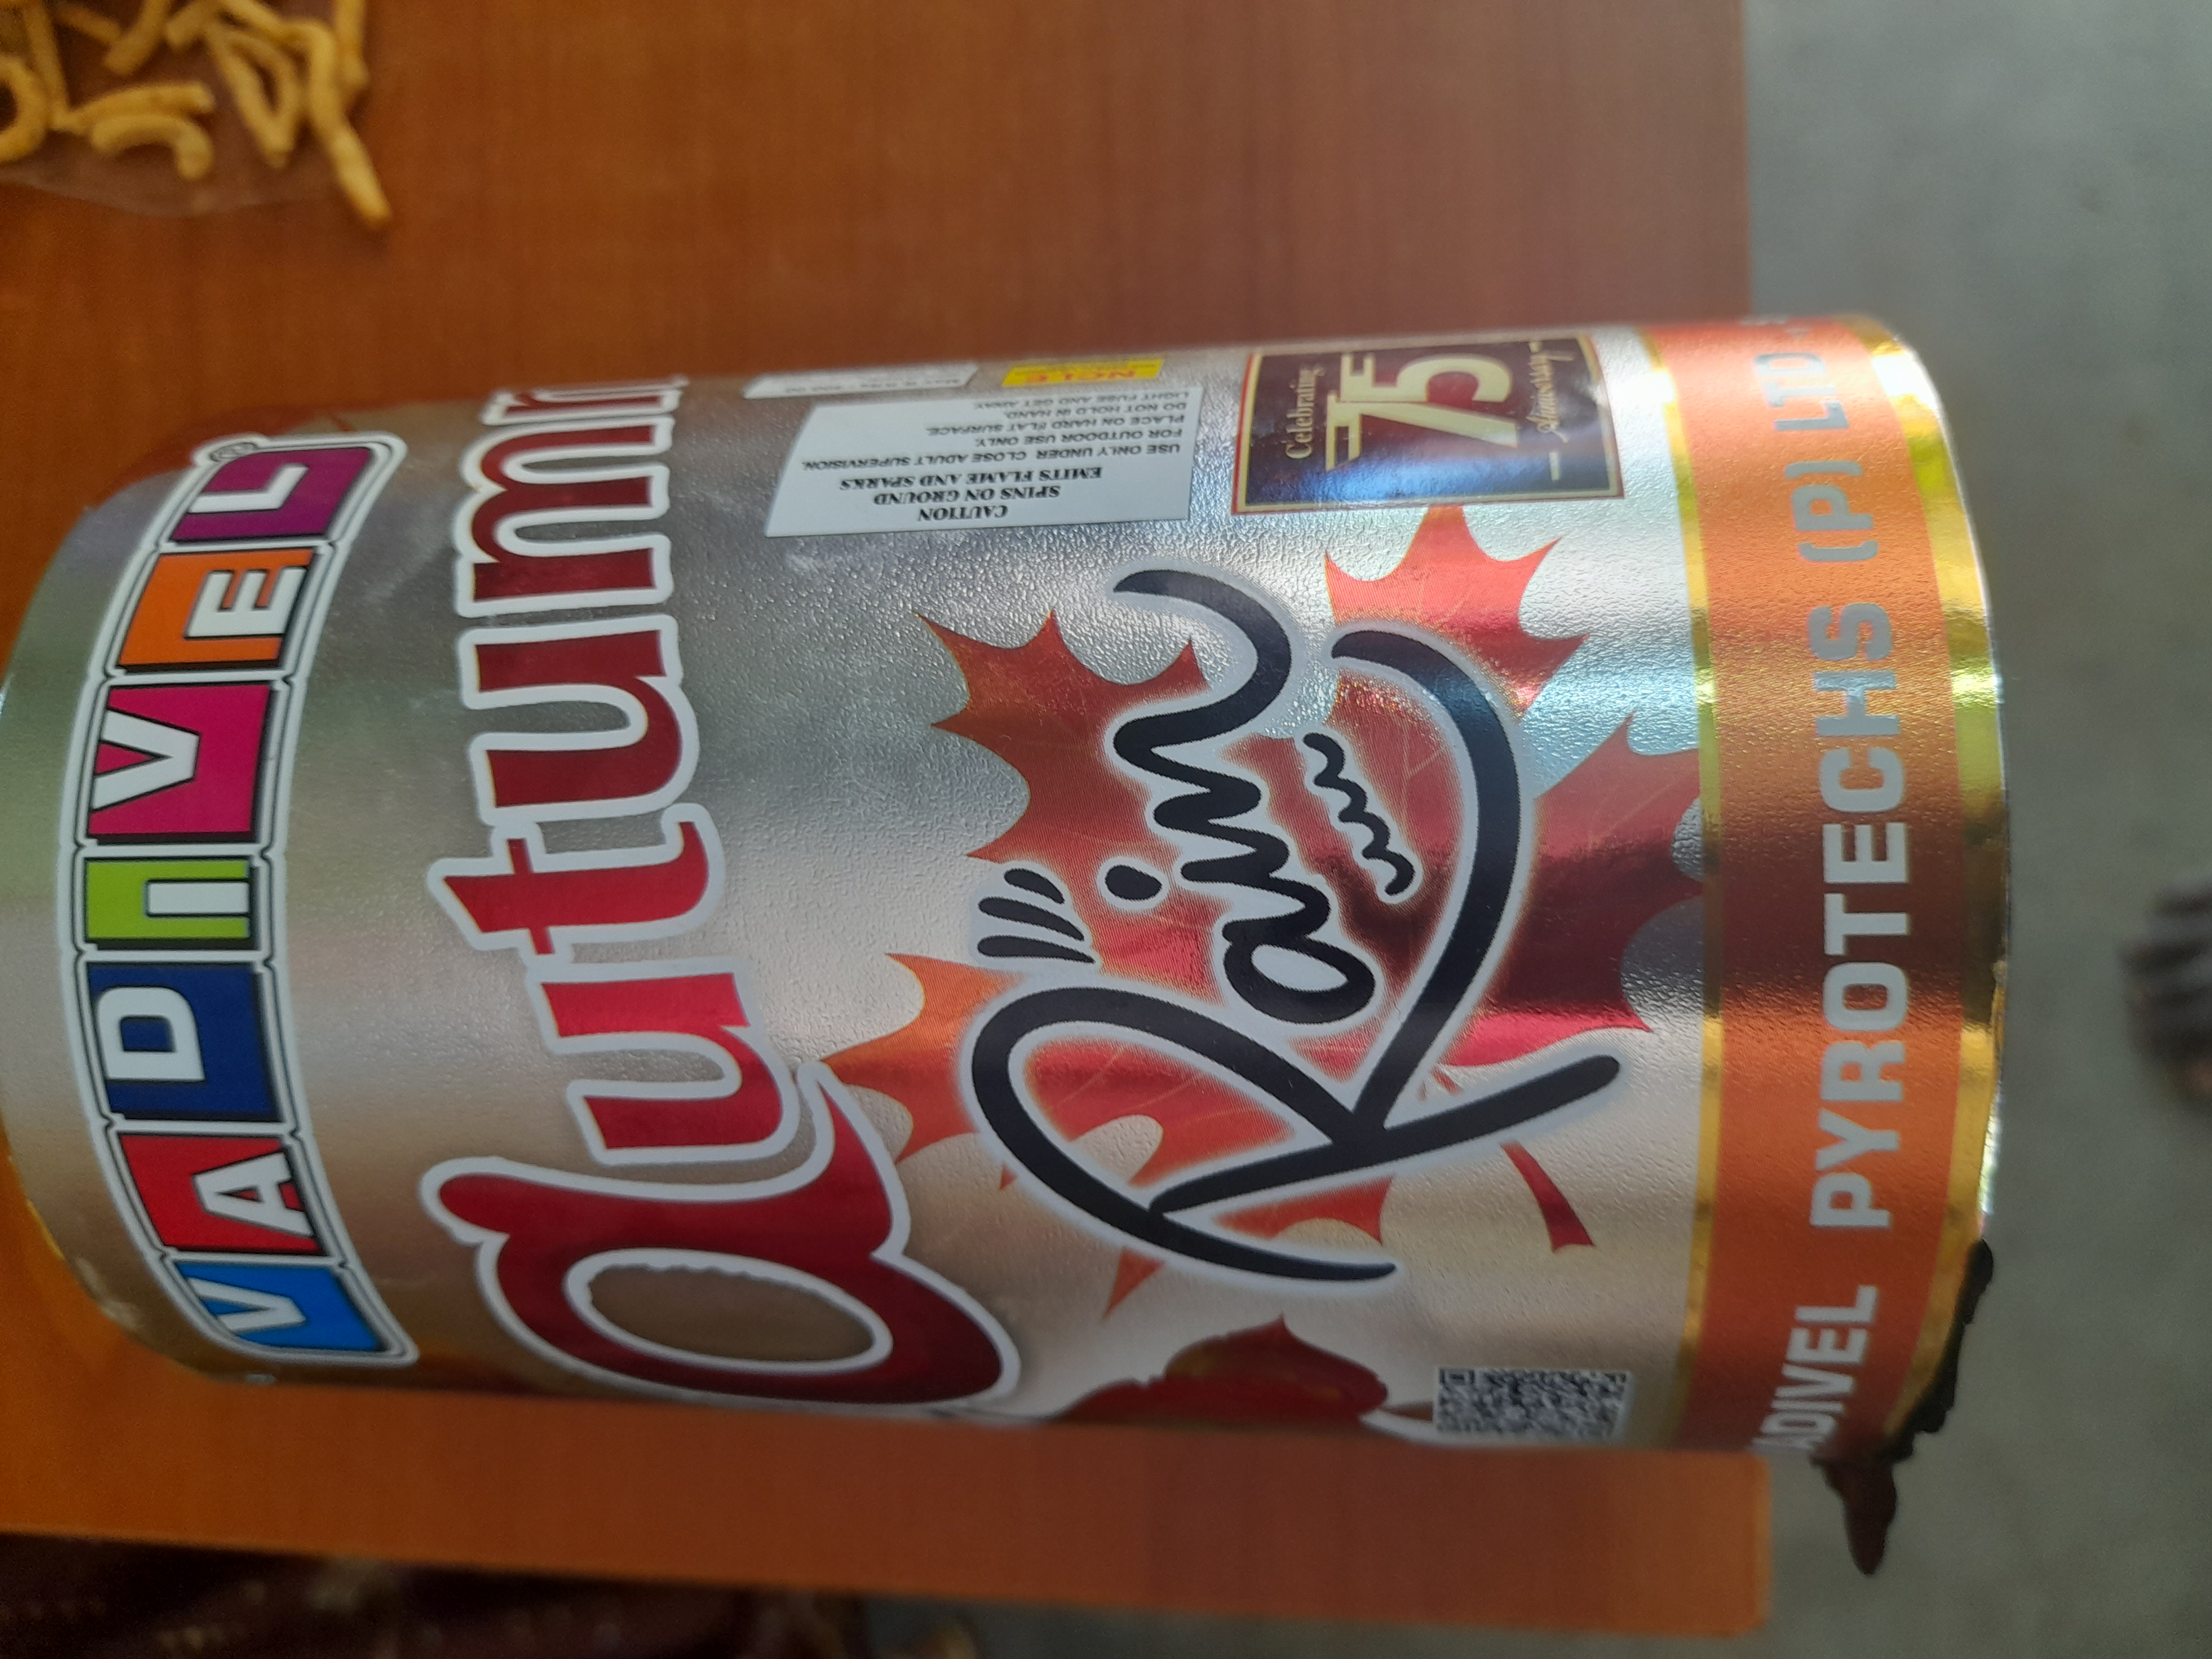 VADIVEL
autumn
Rain
CAUTION
SPINS ON GROUND
EMITS FLAME AND SPARKS
USE ONLY UNDER CLOSE ADULT SUPERVISION.
FOR OUTDOOR USE ONLY.
PLACE ON HARD FLAT SURFACE.
DO NOT HOLD IN HAND.
LIGHT FUSE AND GET AWAY.
Celebrating
75
Anniversary
ADIVEL PYROTECHS (P) LTD.